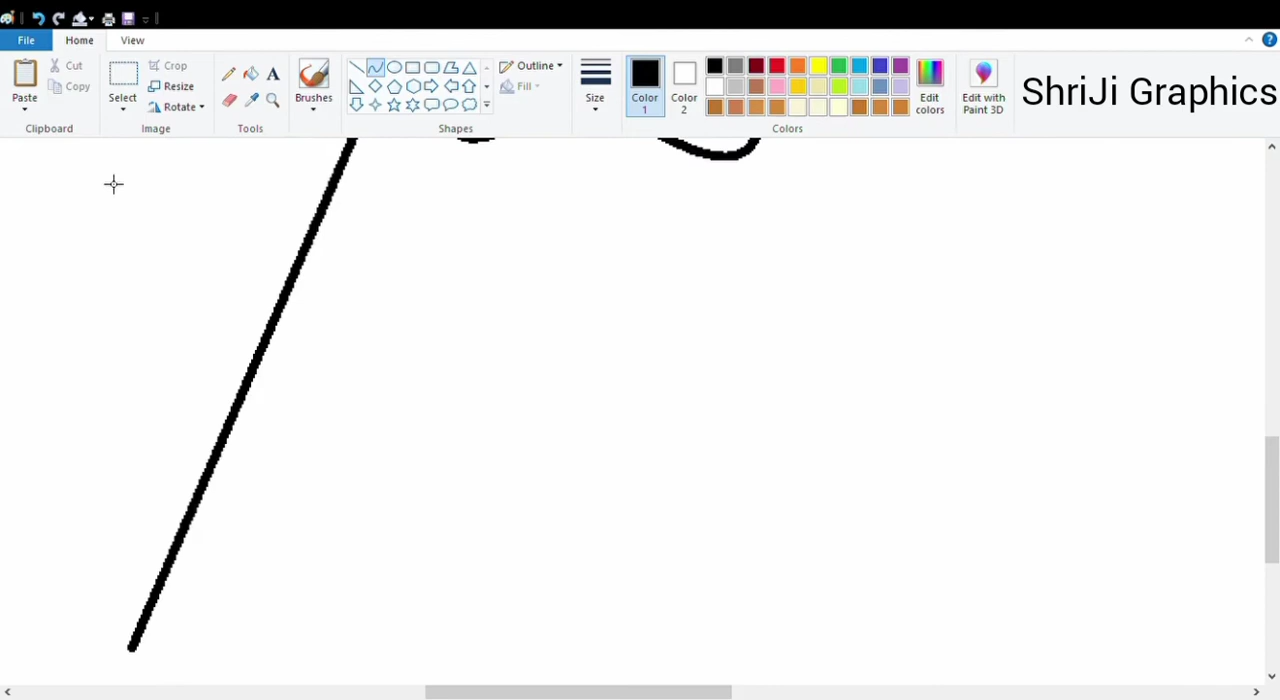 File Home View
Cut
Copy
Paste
Clipboard
Select
Crop
Resize
Rotate
Image
A
Tools
Brushes
Outline
Fill
Shapes
Size
Color 1
Color 2
Edit colors
Colors
Edit with Paint 3D
ShriJi Graphics